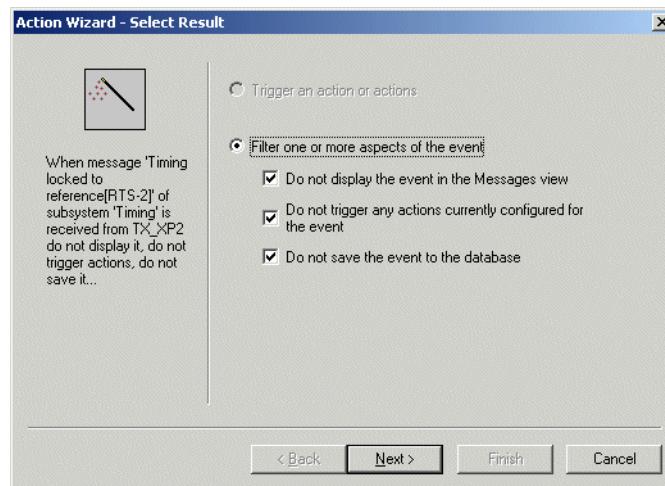 Action Wizard - Select Result
Trigger an action or actions
Filter one or more aspects of the event
Do not display the event in the Messages view
Do not trigger any actions currently configured for
the event
Do not save the event to the database
When message 'Timing
locked to
reference[RTS-2]' of
subsystem 'Timing' is
received from TX_XP2
do not display it, do not
trigger actions, do not
save it...
< Back
Next >
Finish
Cancel